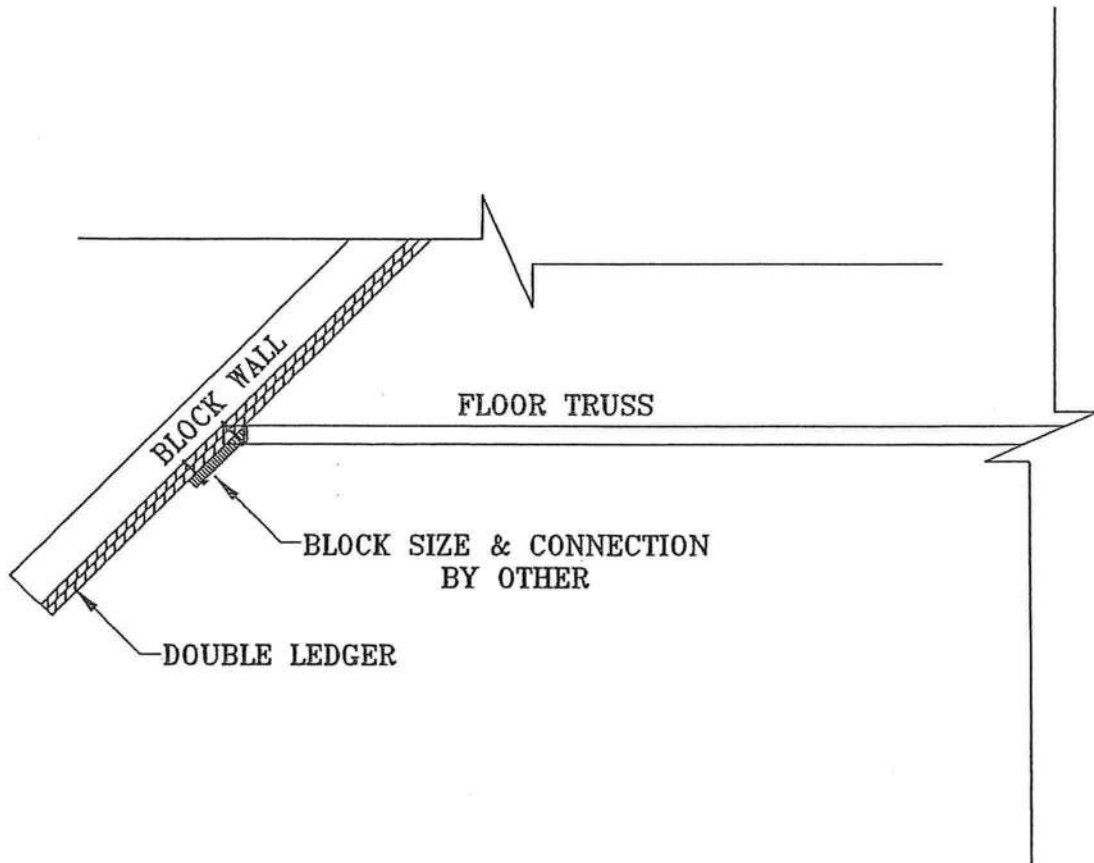 BLOCK WALL
FLOOR TRUSS
BLOCK SIZE & CONNECTION
BY OTHER
DOUBLE LEDGER